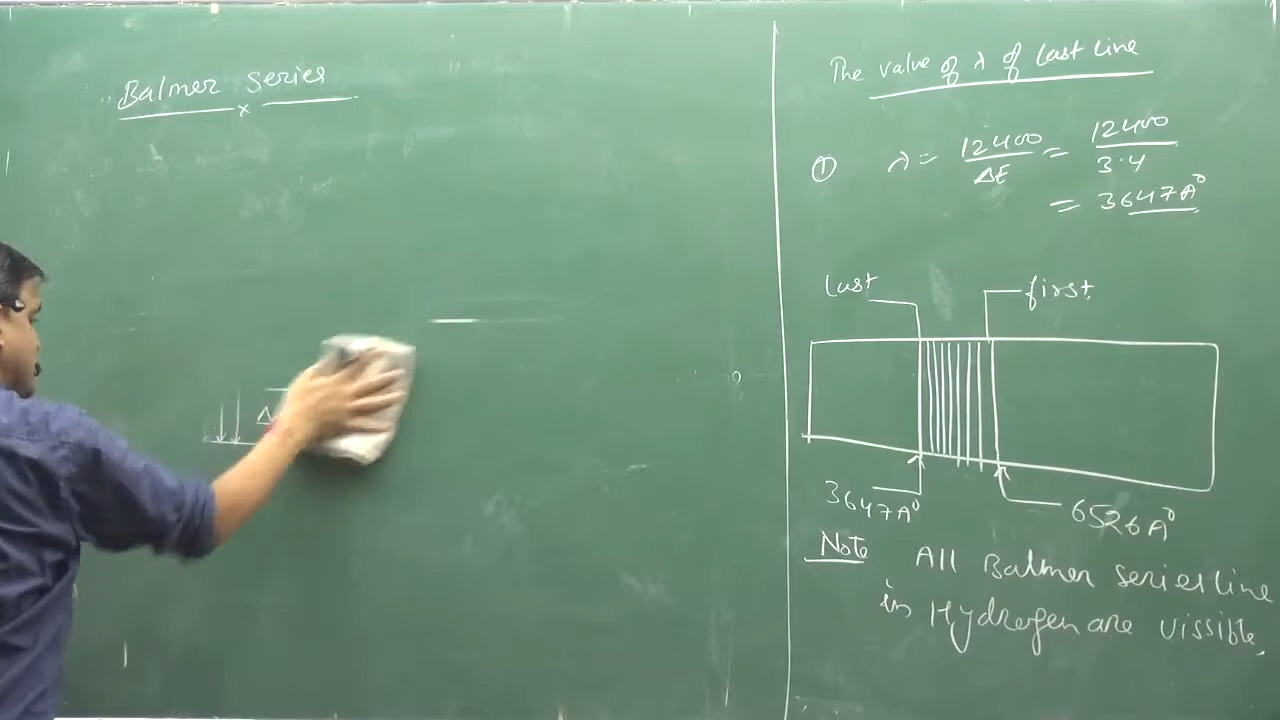 Balmer Series
x
The value of λ of Last Line
① λ = 12400/ΔE = 12400/3.4
= 3647A°
Last
first
3647A°
6526A°
Note All Balmer series line
in Hydrogen are vissible.